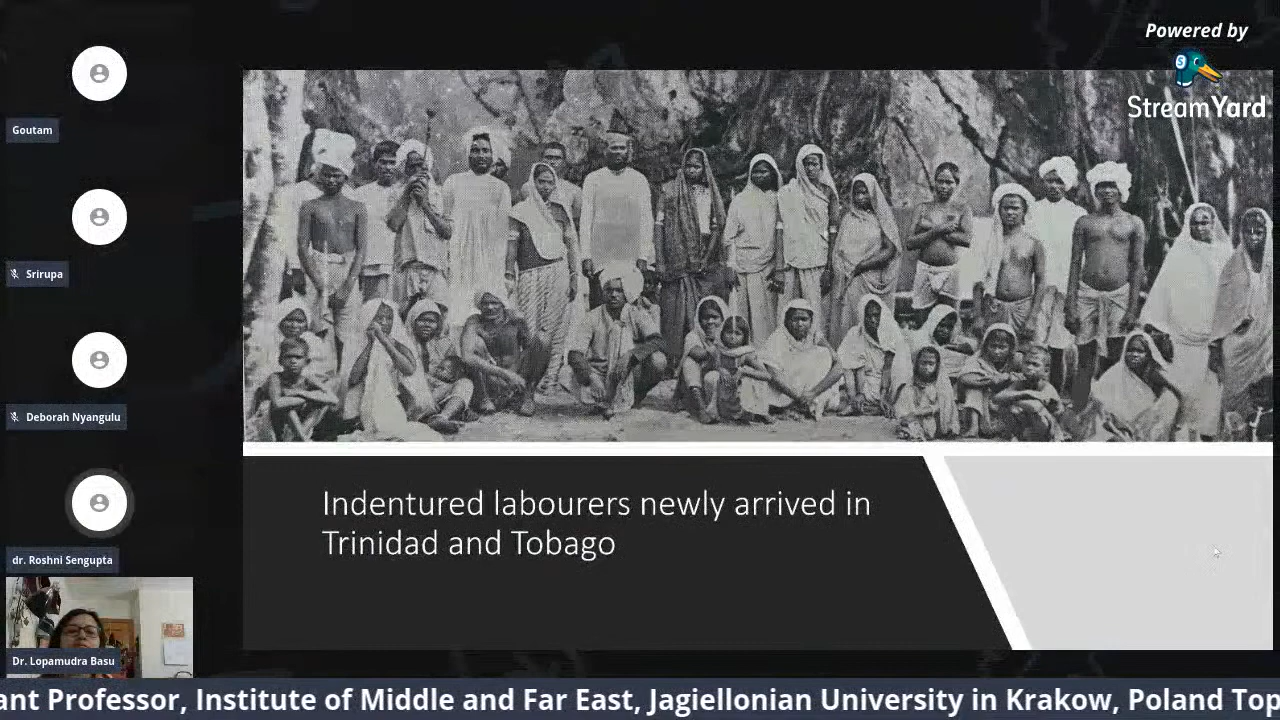 Powered by
StreamYard
Goutam
Srirupa
Deborah Nyangulu
dr. Roshni Sengupta
Dr. Lopamudra Basu
Indentured labourers newly arrived in
Trinidad and Tobago
ant Professor, Institute of Middle and Far East, Jagiellonian University in Krakow, Poland Top